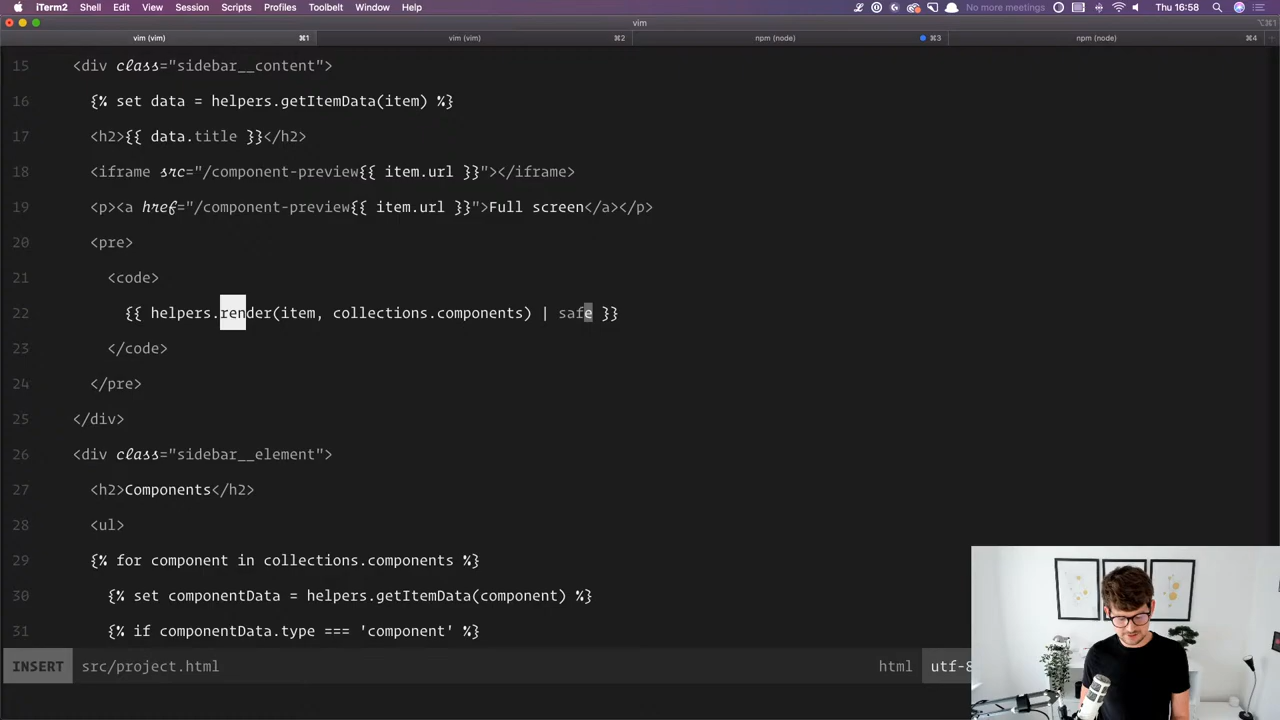 iTerm2 Shell Edit View Session Scripts Profiles Toolbelt Window Help No more meetings Thu 16:58
vim
⌥⌘1
vim (vim) ⌘1 vim (vim) ⌘2 npm (node) ⌘3 npm (node) ⌘4
15 <div class="sidebar__content">
16 {% set data = helpers.getItemData(item) %}
17 <h2>{{ data.title }}</h2>
18 <iframe src="/component-preview{{ item.url }}"></iframe>
19 <p><a href="/component-preview{{ item.url }}">Full screen</a></p>
20 <pre>
21 <code>
22 {{ helpers.render(item, collections.components) | safe }}
23 </code>
24 </pre>
25 </div>
26 <div class="sidebar__element">
27 <h2>Components</h2>
28 <ul>
29 {% for component in collections.components %}
30 {% set componentData = helpers.getItemData(component) %}
31 {% if componentData.type === 'component' %}
INSERT src/project.html html utf-8